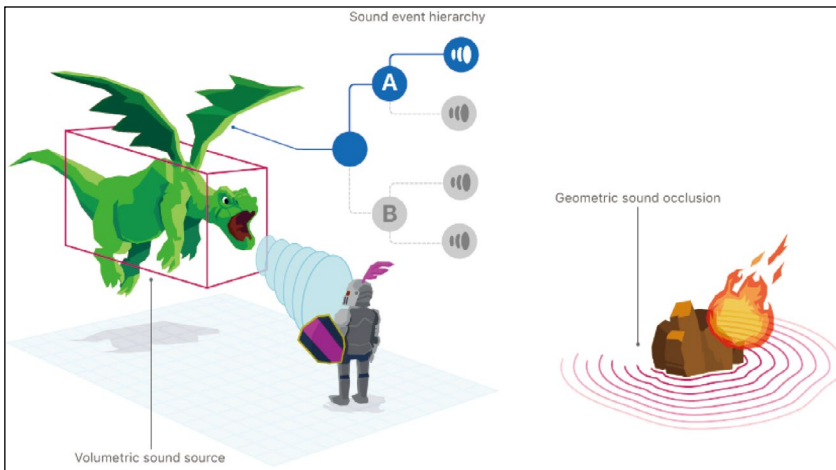 Sound event hierarchy
A
B
Geometric sound occlusion
Volumetric sound source